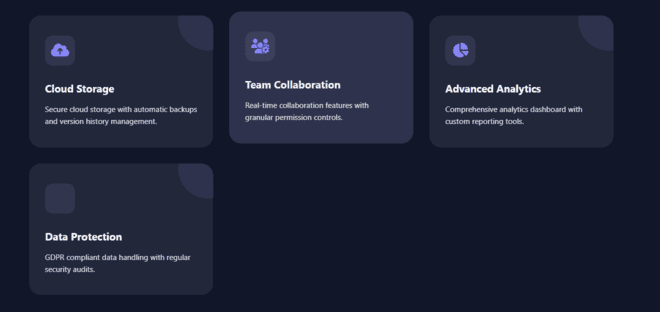 Cloud Storage
Secure cloud storage with automatic backups
and version history management.
Team Collaboration
Real-time collaboration features with
granular permission controls.
Advanced Analytics
Comprehensive analytics dashboard with
custom reporting tools.
Data Protection
GDPR compliant data handling with regular
security audits.